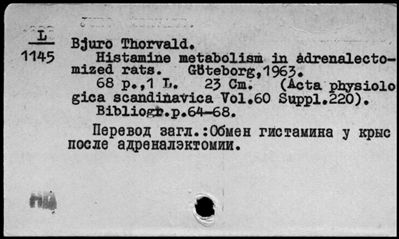 L
1145
Bjuro Thorvald.
Histamine metabolism in adrenalecto-
mized rats. Göteborg,1963.
68 p.,1 L. 23 Cm. (Acta physiolo
gica scandinavica Vol.60 Suppl.220).
Bibliogr.p.64-68.
Перевод загл.:Обмен гистамина у крыс
после адреналэктомии.